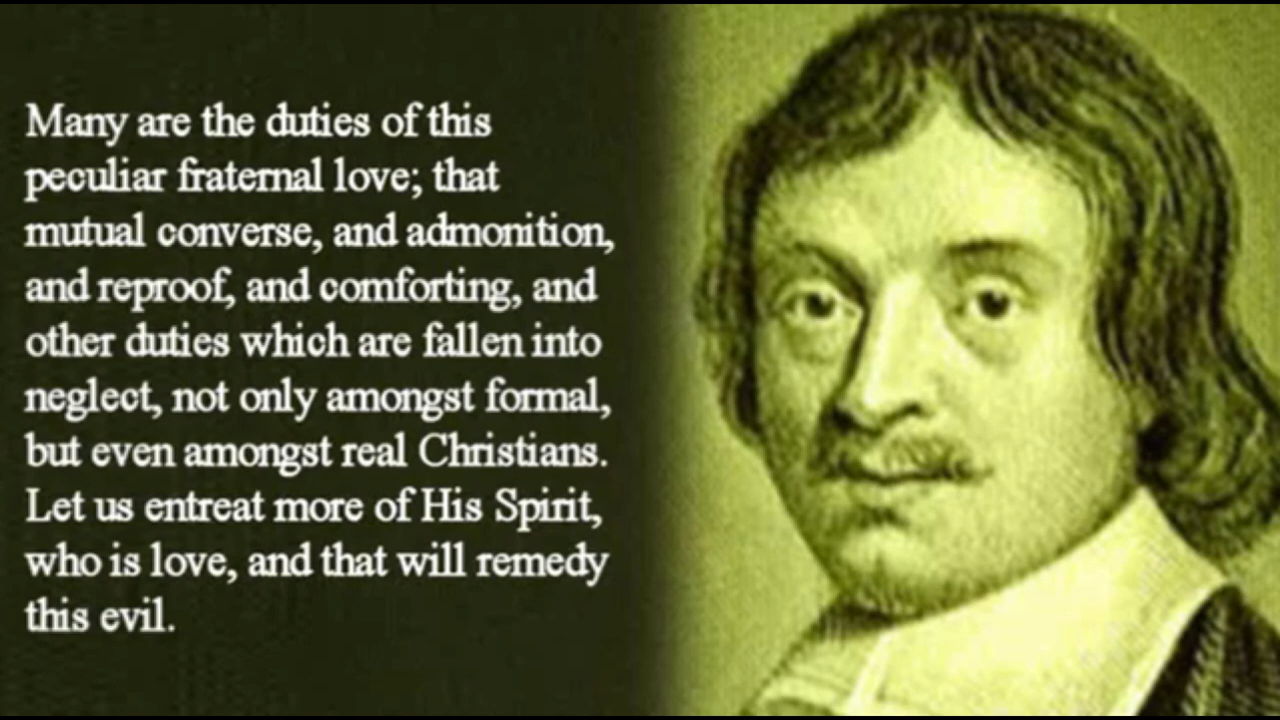 Many are the duties of this
peculiar fraternal love; that
mutual converse, and admonition,
and reproof, and comforting, and
other duties which are fallen into
neglect, not only amongst formal,
but even amongst real Christians.
Let us entreat more of His Spirit,
who is love, and that will remedy
this evil.